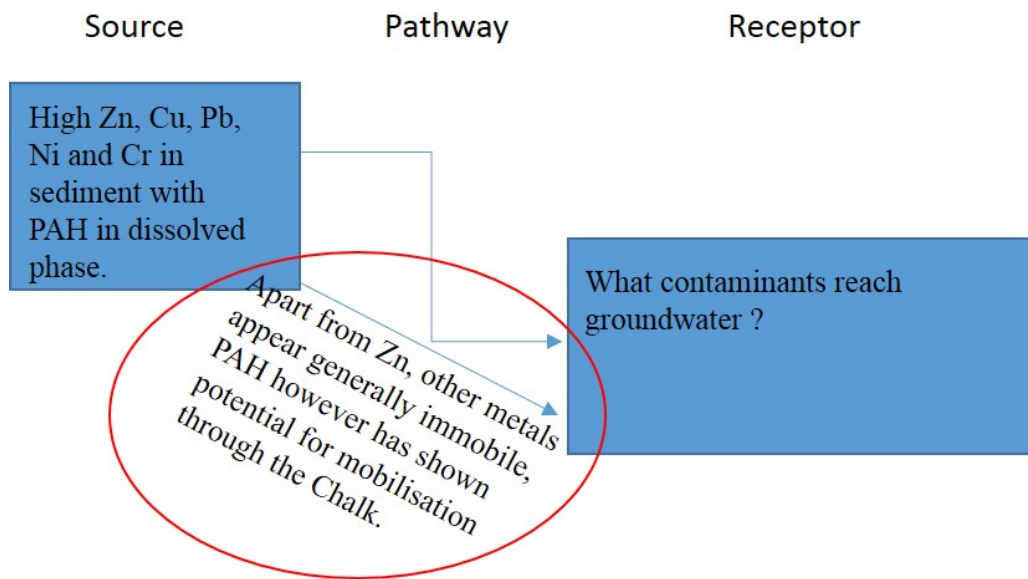 Source Pathway Receptor
High Zn, Cu, Pb,
Ni and Cr in
sediment with
PAH in dissolved
phase.
Apart from Zn, other metals
appear generally immobile,
PAH however has shown
potential for mobilisation
through the Chalk.
What contaminants reach
groundwater ?